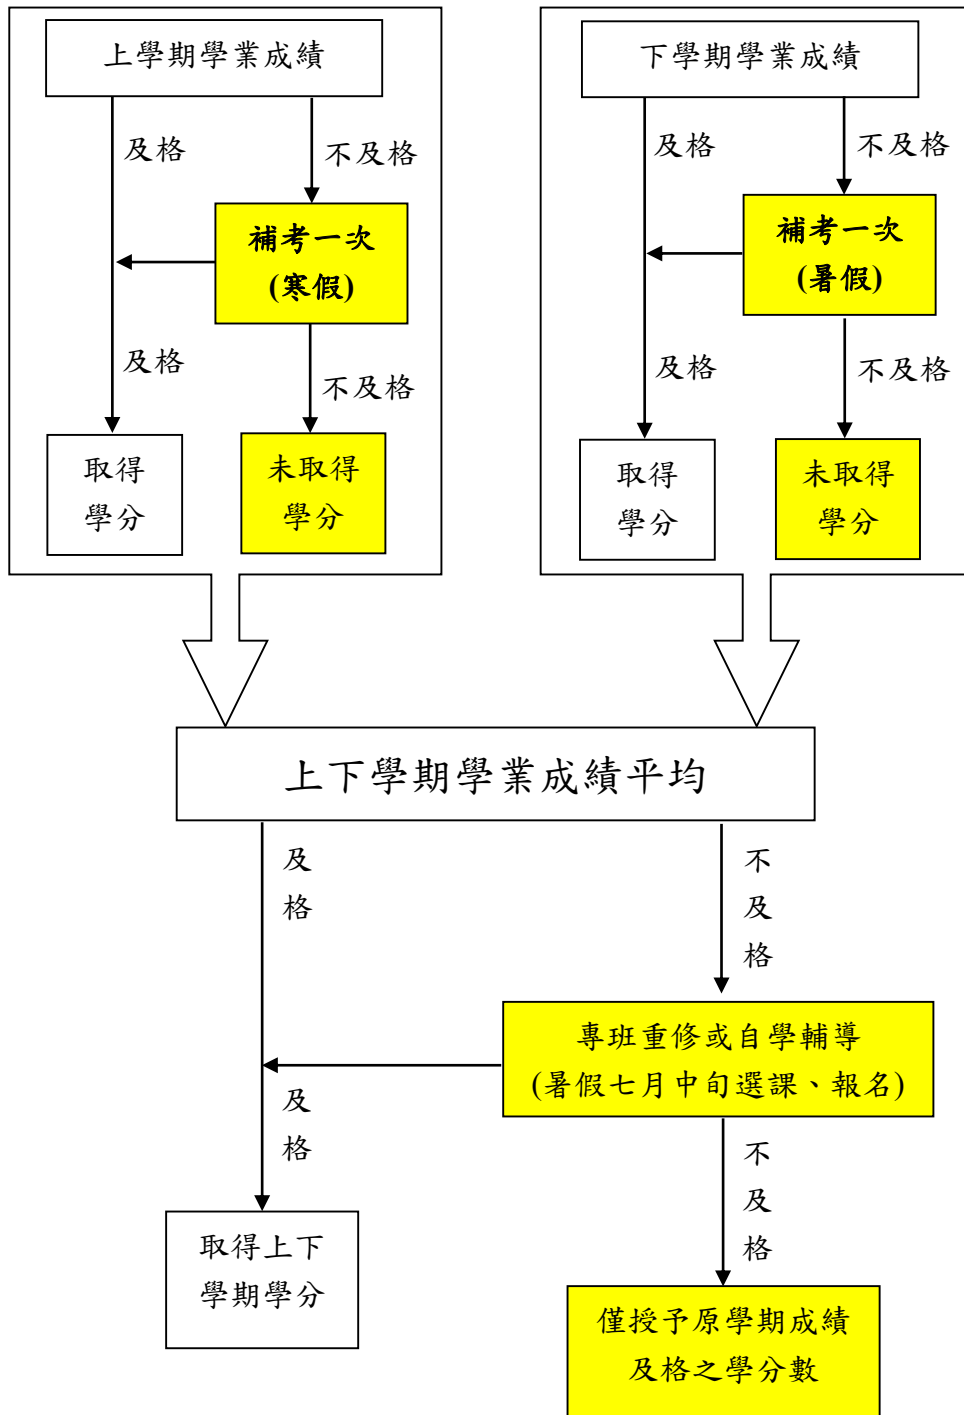 上學期學業成績
及格
不及格
補考一次
(寒假)
及格
不及格
取得
學分
未取得
學分
下學期學業成績
及格
不及格
補考一次
(暑假)
及格
不及格
取得
學分
未取得
學分
上下學期學業成績平均
及格
不及格
專班重修或自學輔導
(暑假七月中旬選課、報名)
及格
不及格
取得上下
學期學分
僅授予原學期成績
及格之學分數